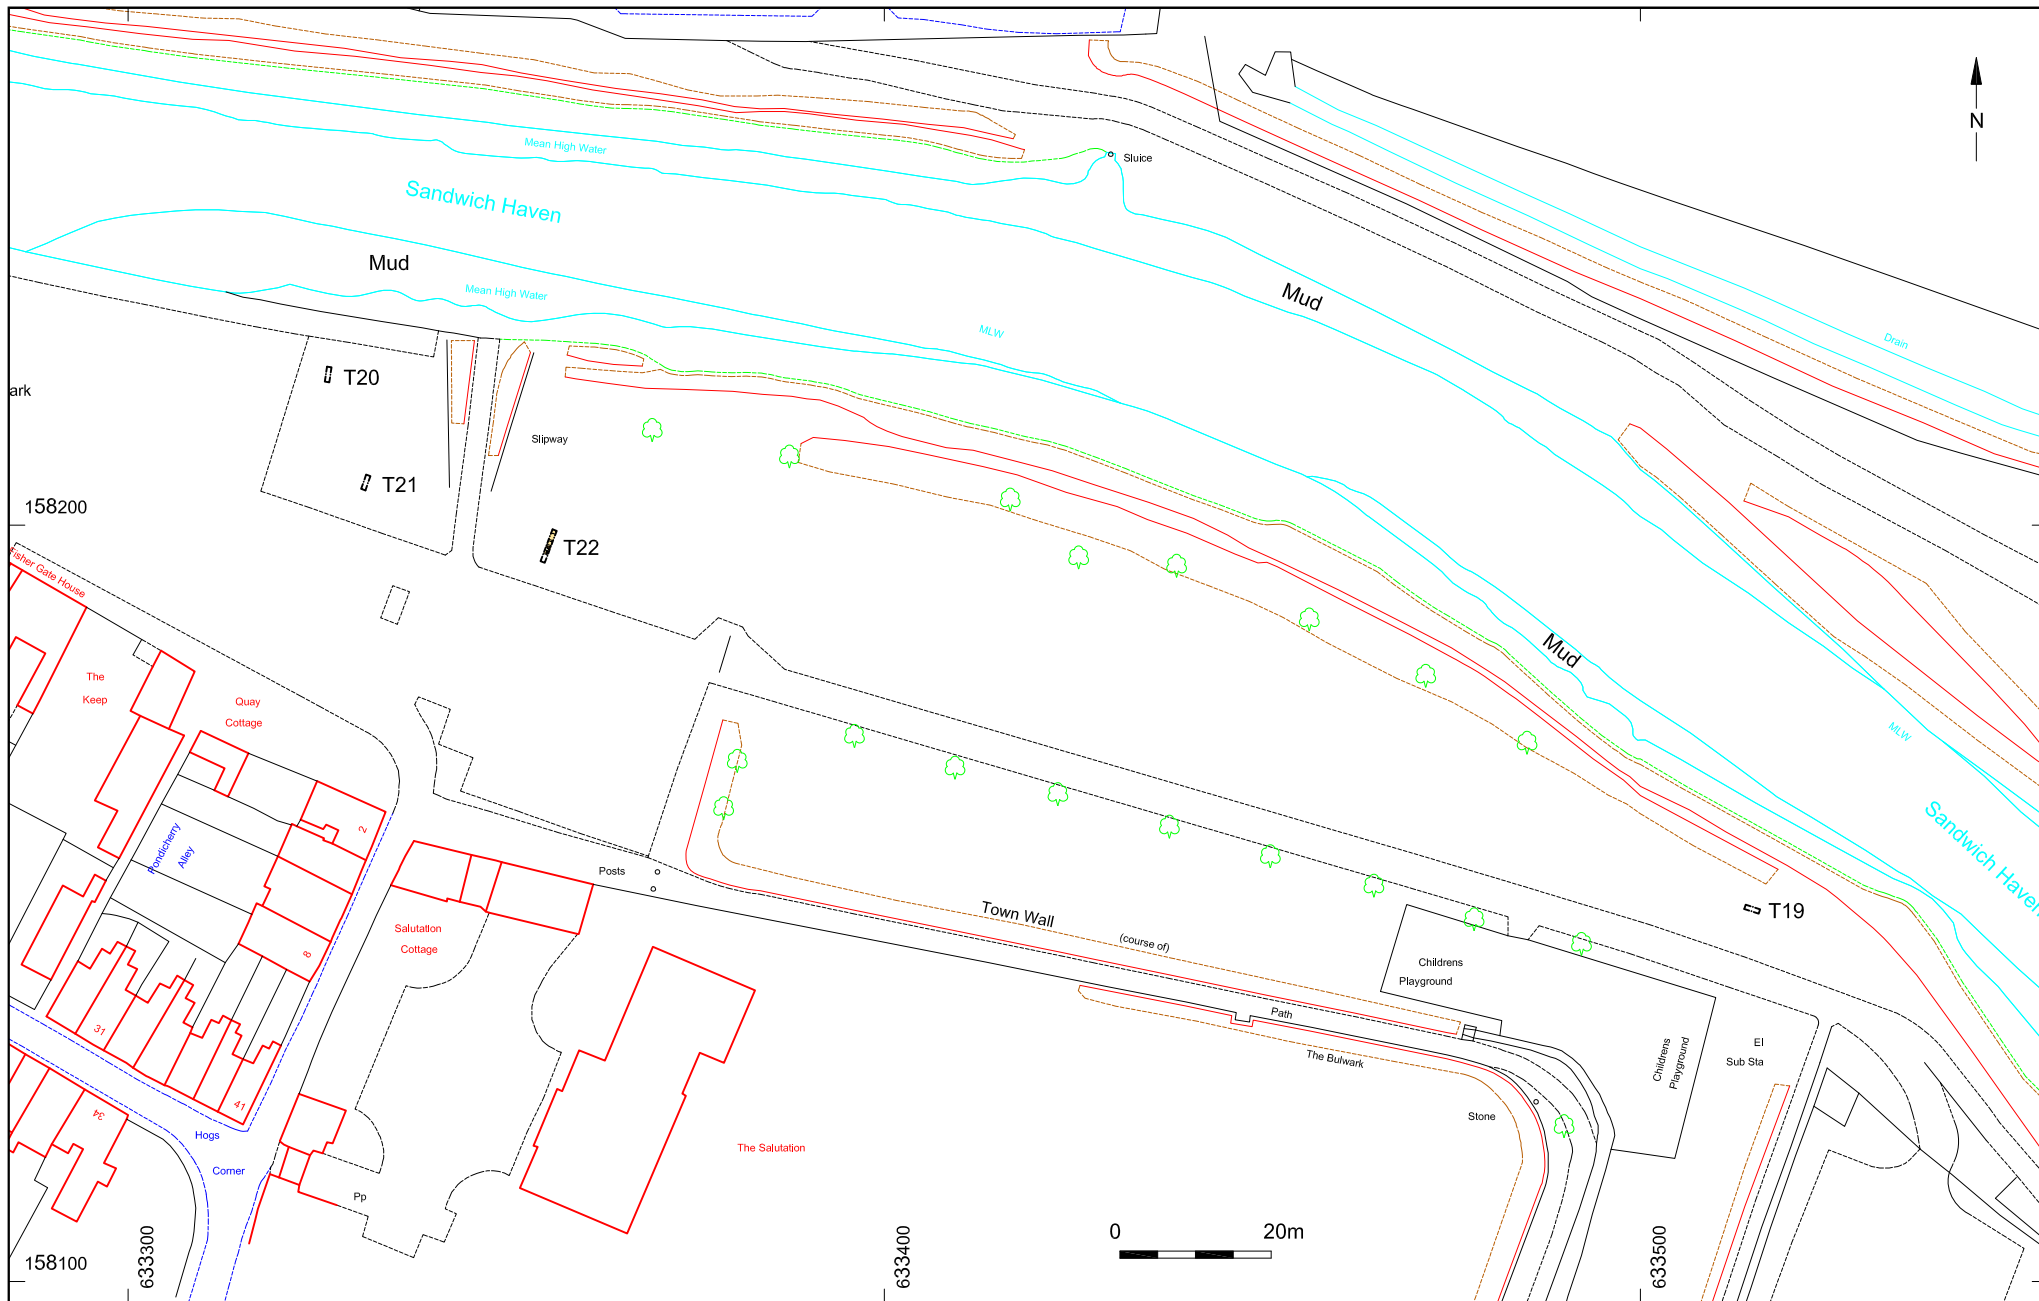 N
Sluice
Mean High Water
Sandwich Haven
Mud
Mean High Water
Mud
MLW
Drain
T20
ark
Slipway
T21
158200
T22
Fisher Gate House
Mud
The
Keep
Quay
Cottage
MLW
Sandwich Haven
2
Pondicherry
Alley
Posts
Town Wall
(course of)
T19
Salutation
Cottage
8
Childrens
Playground
Path
31
The Bulwark
Childrens
Playground
El
Sub Sta
41
34
Stone
Hogs
Corner
The Salutation
Pp
0
20m
158100
633300
633400
633500